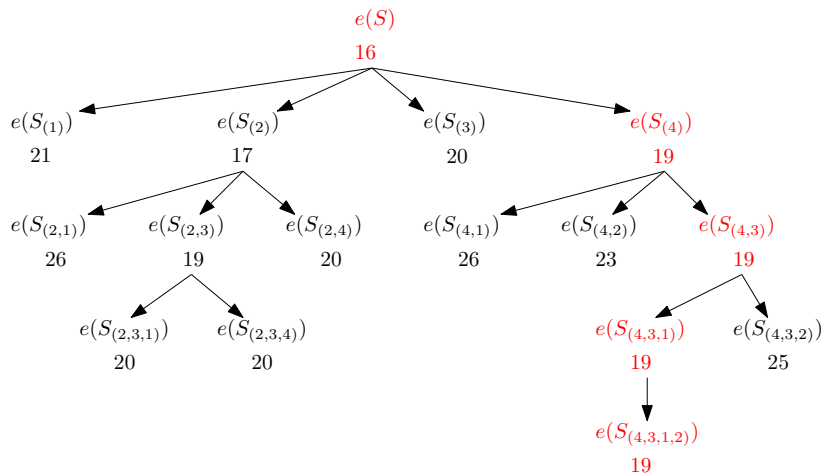 e(S)
16
e(S_{(1)}) e(S_{(2)}) e(S_{(3)}) e(S_{(4)})
21 17 20 19
e(S_{(2,1)}) e(S_{(2,3)}) e(S_{(2,4)}) e(S_{(4,1)}) e(S_{(4,2)}) e(S_{(4,3)})
26 19 20 26 23 19
e(S_{(2,3,1)}) e(S_{(2,3,4)}) e(S_{(4,3,1)}) e(S_{(4,3,2)})
20 20 19 25
e(S_{(4,3,1,2)})
19